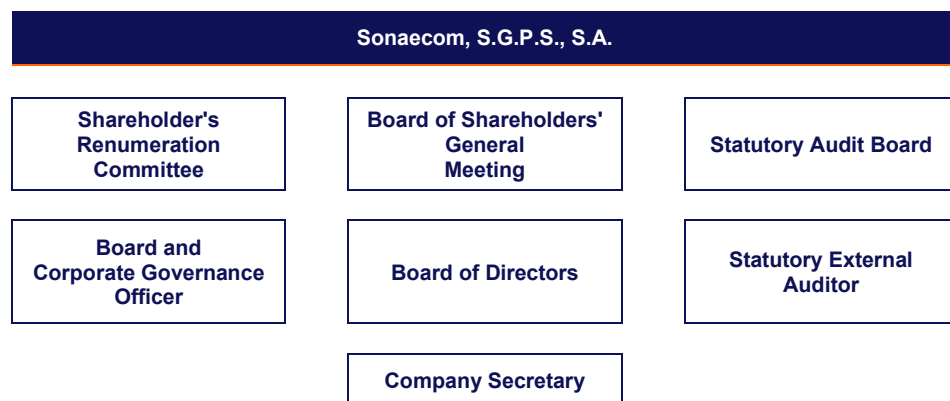 Sonaecom, S.G.P.S., S.A.
Shareholder's
Renumeration
Committee
Board of Shareholders'
General
Meeting
Statutory Audit Board
Board and
Corporate Governance
Officer
Board of Directors
Statutory External
Auditor
Company Secretary